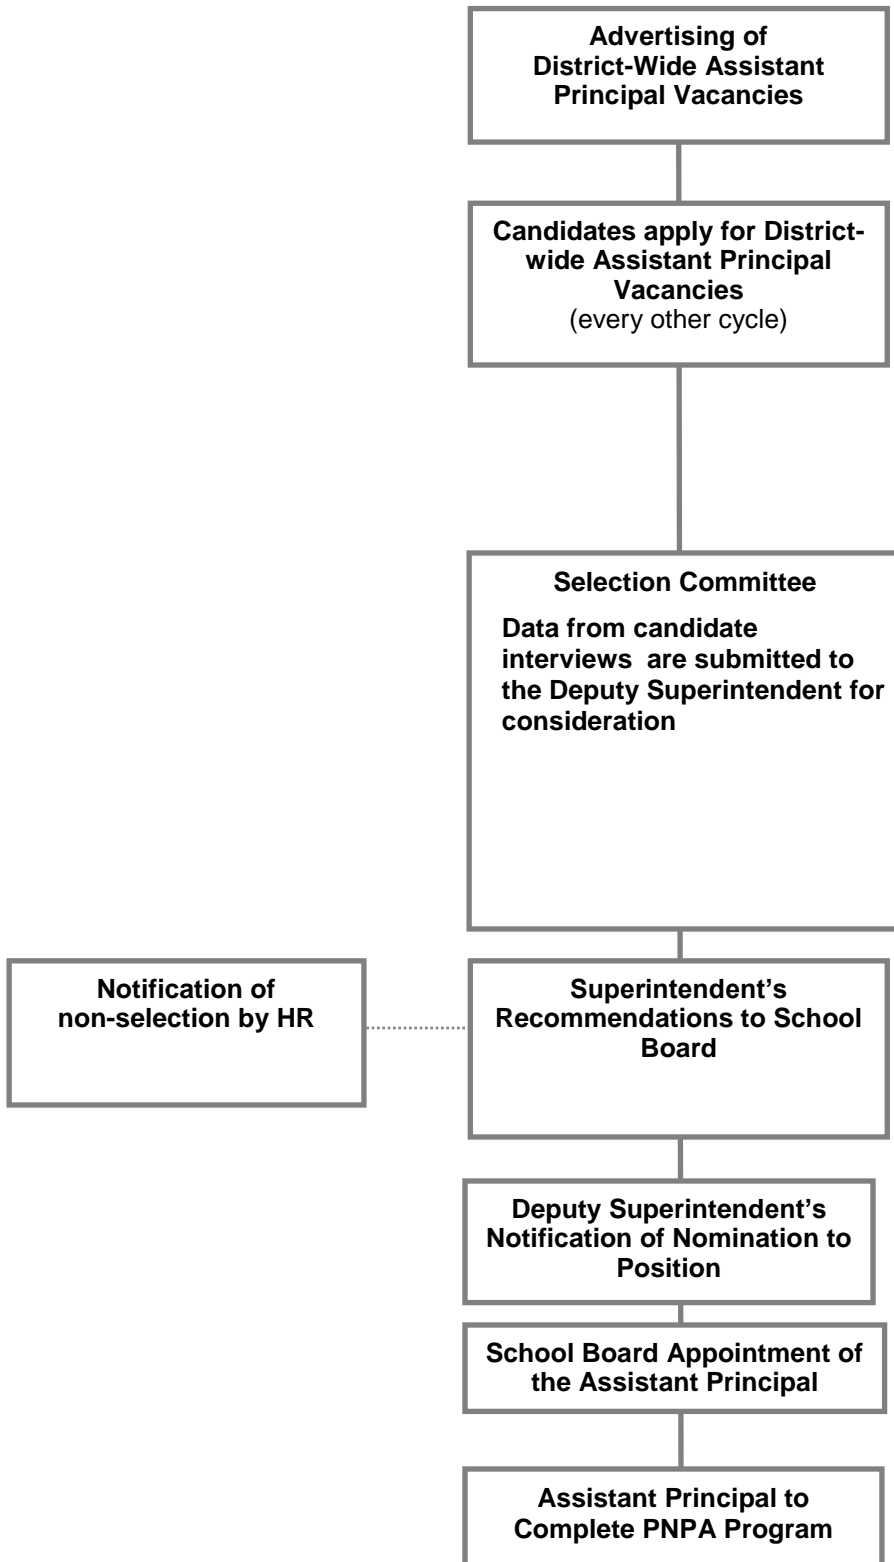 Advertising of
District-Wide Assistant
Principal Vacancies
Candidates apply for District-
wide Assistant Principal
Vacancies
(every other cycle)
Selection Committee
Data from candidate
interviews  are submitted to
the Deputy Superintendent for
consideration
Notification of
non-selection by HR
Superintendent’s
Recommendations to School
Board
Deputy Superintendent’s
Notification of Nomination to
Position
School Board Appointment of
the Assistant Principal
Assistant Principal to
Complete PNPA Program